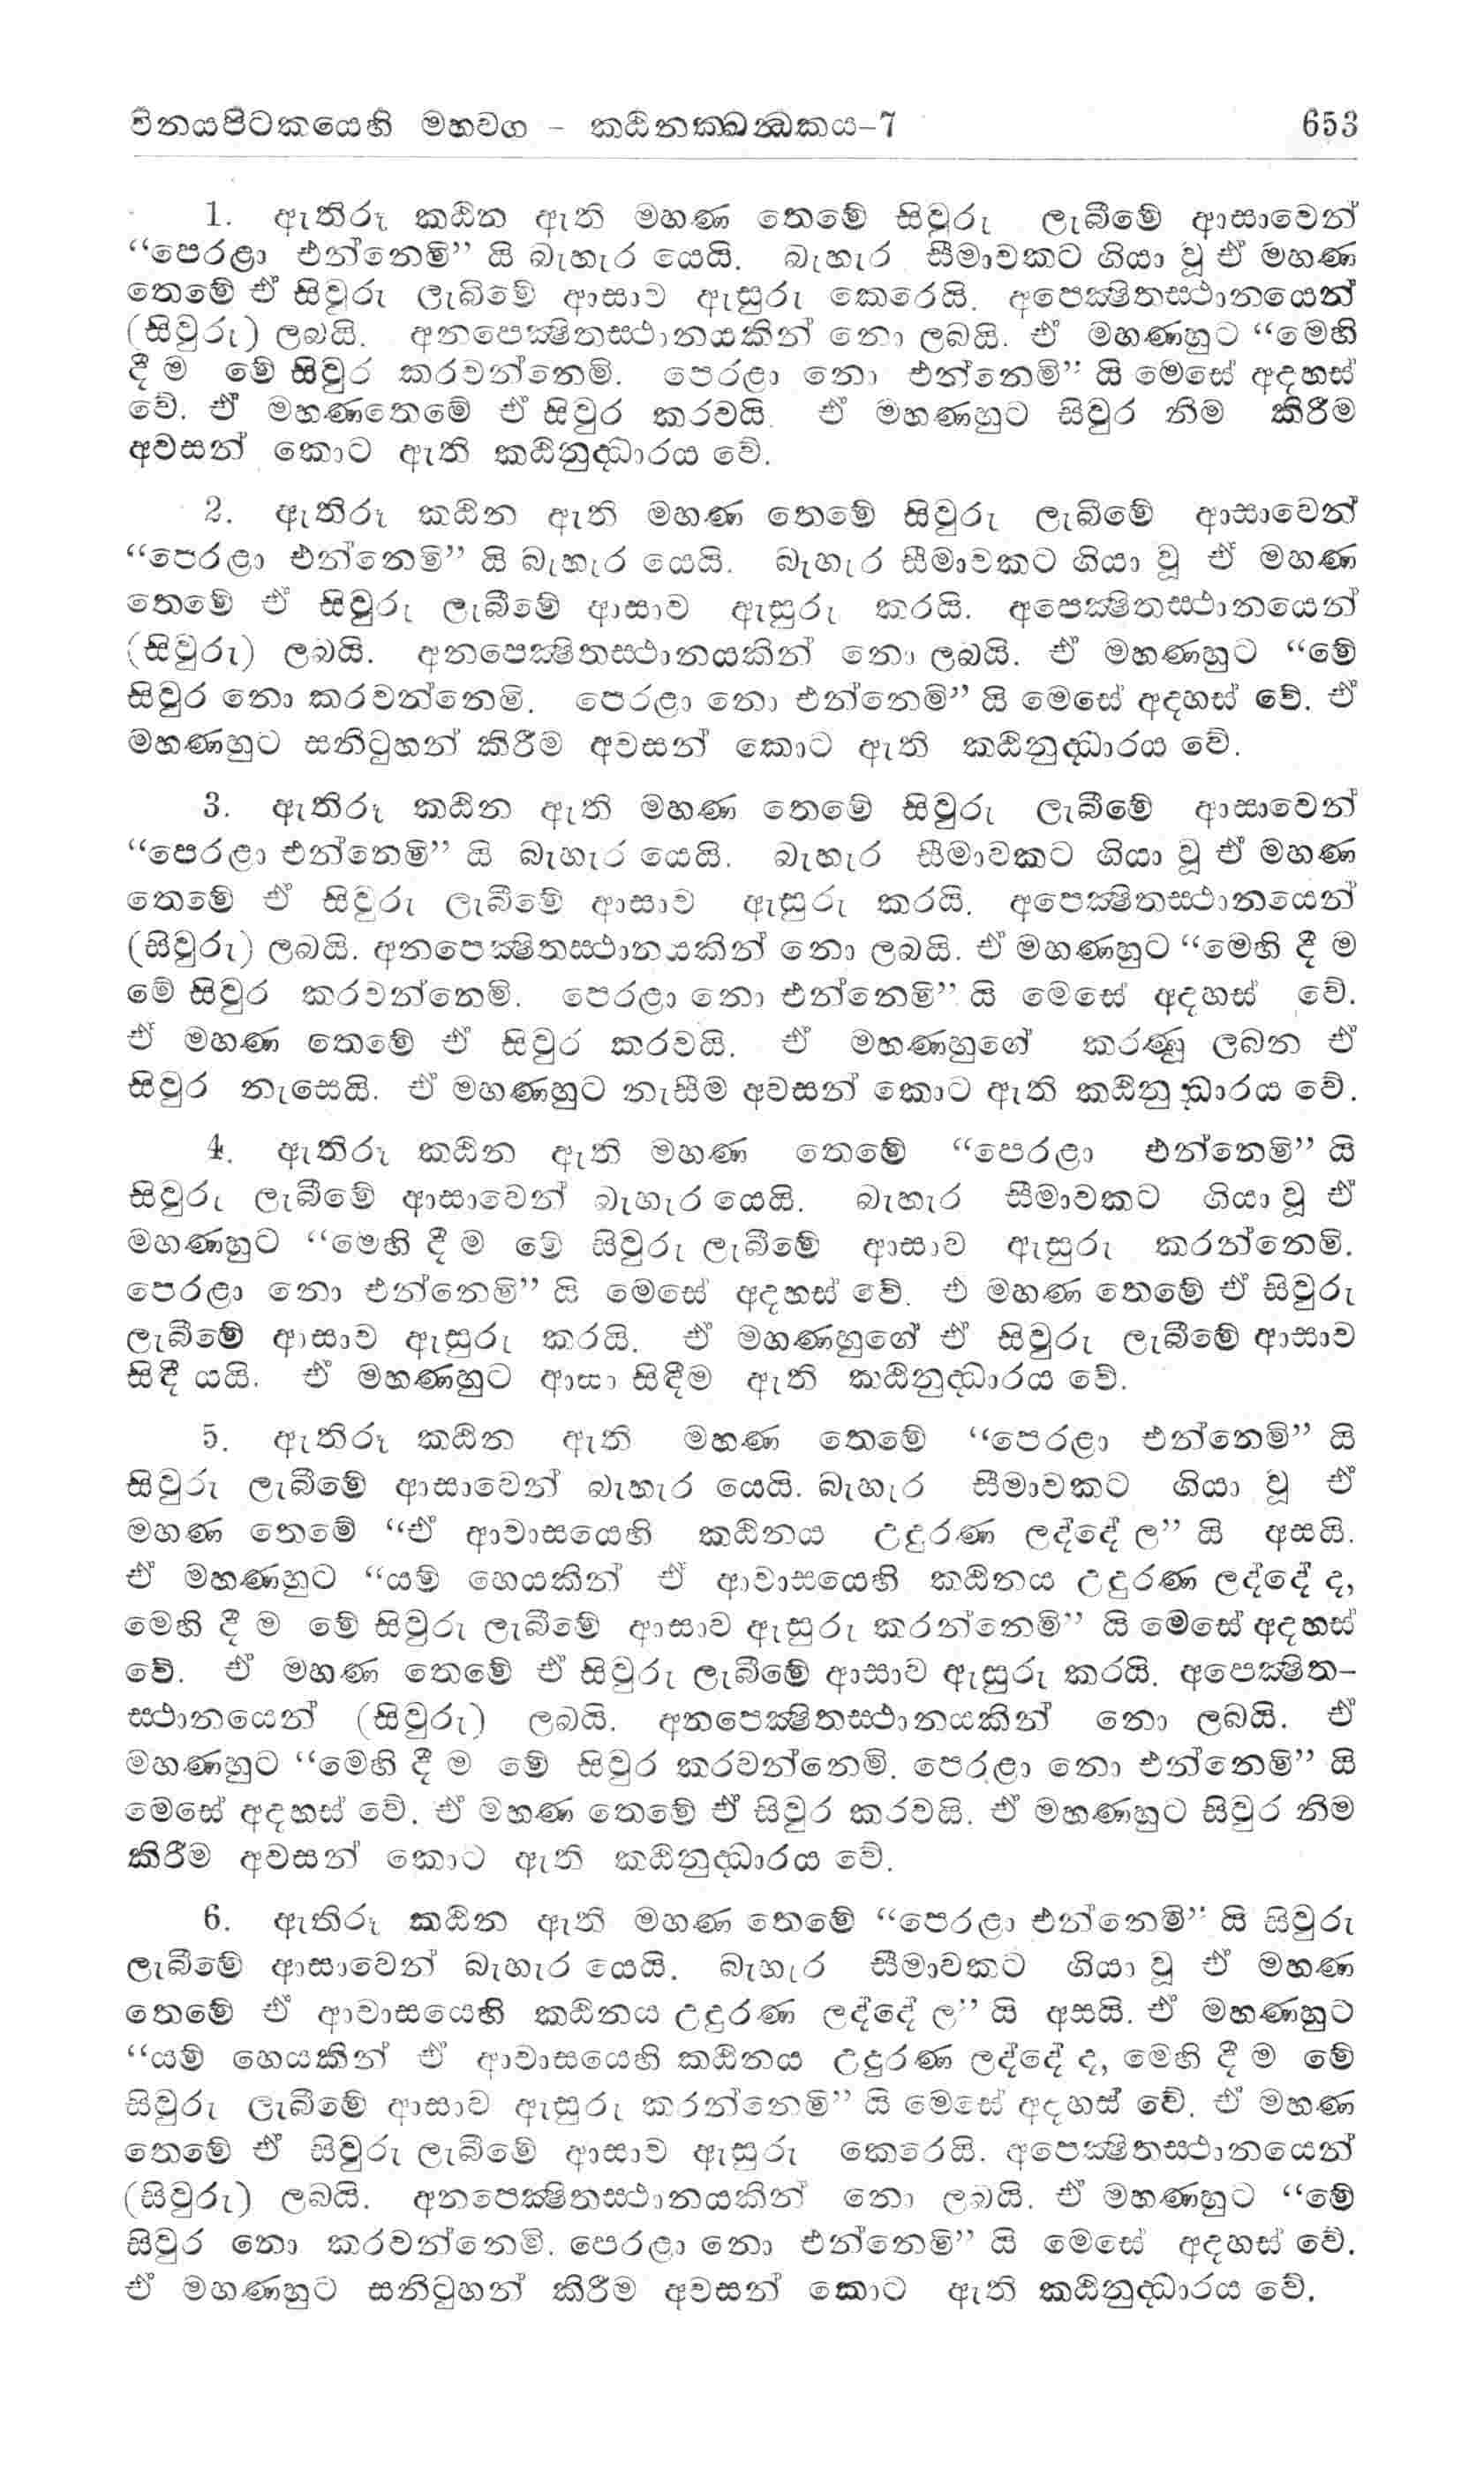 විනයපිටකයෙහි මහවග - කඨිනක්ඛන්ධකය-7 653
1. ඇතිරූ කඨින ඇති මහණ තෙමේ සිවුරු ලැබීමේ ආසාවෙන්
“පෙරළා එන්නෙමි” යි බැහැර යෙයි. බැහැර සීමාවකට ගියා වූ ඒ මහණ
තෙමේ ඒ සිවුරු ලැබීමේ ආසාව ඇසුරු කෙරෙයි. අපෙක්‍ෂිතස්ථානයෙන්
(සිවුරු) ලබයි. අනපෙක්‍ෂිතස්ථානයකින් නො ලබයි. ඒ මහණහුට “මෙහි
දී ම මේ සිවුර කරවන්නෙමි. පෙරළා නො එන්නෙමි” යි මෙසේ අදහස්
වේ. ඒ මහණතෙමේ ඒ සිවුර කරවයි. ඒ මහණහුට සිවුර නිම කිරීම
අවසන් කොට ඇති කඨිනුද්ධාරය වේ.
2. ඇතිරූ කඨින ඇති මහණ තෙමේ සිවුරු ලැබීමේ ආසාවෙන්
“පෙරළා එන්නෙමි” යි බැහැර යෙයි. බැහැර සීමාවකට ගියා වූ ඒ මහණ
තෙමේ ඒ සිවුරු ලැබීමේ ආසාව ඇසුරු කරයි. අපෙක්‍ෂිතස්ථානයෙන්
(සිවුරු) ලබයි. අනපෙක්‍ෂිතස්ථානයකින් නො ලබයි. ඒ මහණහුට “මේ
සිවුර නො කරවන්නෙමි. පෙරළා නො එන්නෙමි” යි මෙසේ අදහස් වේ. ඒ
මහණහුට සනිටුහන් කිරීම අවසන් කොට ඇති කඨිනුද්ධාරය වේ.
3. ඇතිරූ කඨින ඇති මහණ තෙමේ සිවුරු ලැබීමේ ආසාවෙන්
“පෙරළා එන්නෙමි” යි බැහැර යෙයි. බැහැර සීමාවකට ගියා වූ ඒ මහණ
තෙමේ ඒ සිවුරු ලැබීමේ ආසාව ඇසුරු කරයි. අපෙක්‍ෂිතස්ථානයෙන්
(සිවුරු) ලබයි. අනපෙක්‍ෂිතස්ථානයකින් නො ලබයි. ඒ මහණහුට “මෙහි දී ම
මේ සිවුර කරවන්නෙමි. පෙරළා නො එන්නෙමි” යි මෙසේ අදහස් වේ.
ඒ මහණ තෙමේ ඒ සිවුර කරවයි. ඒ මහණහුගේ කරණු ලබන ඒ
සිවුර නැසෙයි. ඒ මහණහුට නැසීම අවසන් කොට ඇති කඨිනුද්ධාරය වේ.
4. ඇතිරූ කඨින ඇති මහණ තෙමේ “පෙරළා එන්නෙමි” යි
සිවුරු ලැබීමේ ආසාවෙන් බැහැර යෙයි. බැහැර සීමාවකට ගියා වූ ඒ
මහණහුට “මෙහි දී ම මේ සිවුරු ලැබීමේ ආසාව ඇසුරු කරන්නෙමි.
පෙරළා නො එන්නෙමි” යි මෙසේ අදහස් වේ. එ මහණ තෙමේ ඒ සිවුරු
ලැබීමේ ආසාව ඇසුරු කරයි. ඒ මහණහුගේ ඒ සිවුරු ලැබීමේ ආසාව
සිඳී යයි. ඒ මහණහුට ආසා සිඳීම ඇති කඨිනුද්ධාරය වේ.
5. ඇතිරූ කඨින ඇති මහණ තෙමේ “පෙරළා එන්නෙමි” යි
සිවුරු ලැබීමේ ආසාවෙන් බැහැර යෙයි. බැහැර සීමාවකට ගියා වූ ඒ
මහණ තෙමේ “ඒ ආවාසයෙහි කඨිනය උදුරණ ලද්දේ ල” යි අසයි.
ඒ මහණහුට “යම් හෙයකින් ඒ ආවාසයෙහි කඨිනය උදුරණ ලද්දේ ද,
මෙහි දී ම මේ සිවුරු ලැබීමේ ආසාව ඇසුරු කරන්නෙමි” යි මෙසේ අදහස්
වේ. ඒ මහණ තෙමේ ඒ සිවුරු ලැබීමේ ආසාව ඇසුරු කරයි. අපෙක්‍ෂිත-
ස්ථානයෙන් (සිවුරු) ලබයි. අනපෙක්‍ෂිතස්ථානයකින් නො ලබයි. ඒ
මහණහුට “මෙහි දී ම මේ සිවුර කරවන්නෙමි. පෙරළා නො එන්නෙමි” යි
මෙසේ අදහස් වේ. ඒ මහණ තෙමේ ඒ සිවුර කරවයි. ඒ මහණහුට සිවුර නිම
කිරීම අවසන් කොට ඇති කඨිනුද්ධාරය වේ.
6. ඇතිරූ කඨින ඇති මහණ තෙමේ “පෙරළා එන්නෙමි” යි සිවුරු
ලැබීමේ ආසාවෙන් බැහැර යෙයි. බැහැර සීමාවකට ගියා වූ ඒ මහණ
තෙමේ ඒ ආවාසයෙහි කඨිනය උදුරණ ලද්දේ ල” යි අසයි. ඒ මහණහුට
“යම් හෙයකින් ඒ ආවාසයෙහි කඨිනය උදුරණ ලද්දේ ද, මෙහි දී ම මේ
සිවුරු ලැබීමේ ආසාව ඇසුරු කරන්නෙමි” යි මෙසේ අදහස් වේ. ඒ මහණ
තෙමේ ඒ සිවුරු ලැබීමේ ආසාව ඇසුරු කෙරෙයි. අපෙක්‍ෂිතස්ථානයෙන්
(සිවුරු) ලබයි. අනපෙක්‍ෂිතස්ථානයකින් නො ලබයි. ඒ මහණහුට “මේ
සිවුර නො කරවන්නෙමි. පෙරළා නො එන්නෙමි” යි මෙසේ අදහස් වේ.
ඒ මහණහුට සනිටුහන් කිරීම අවසන් කොට ඇති කඨිනුද්ධාරය වේ.